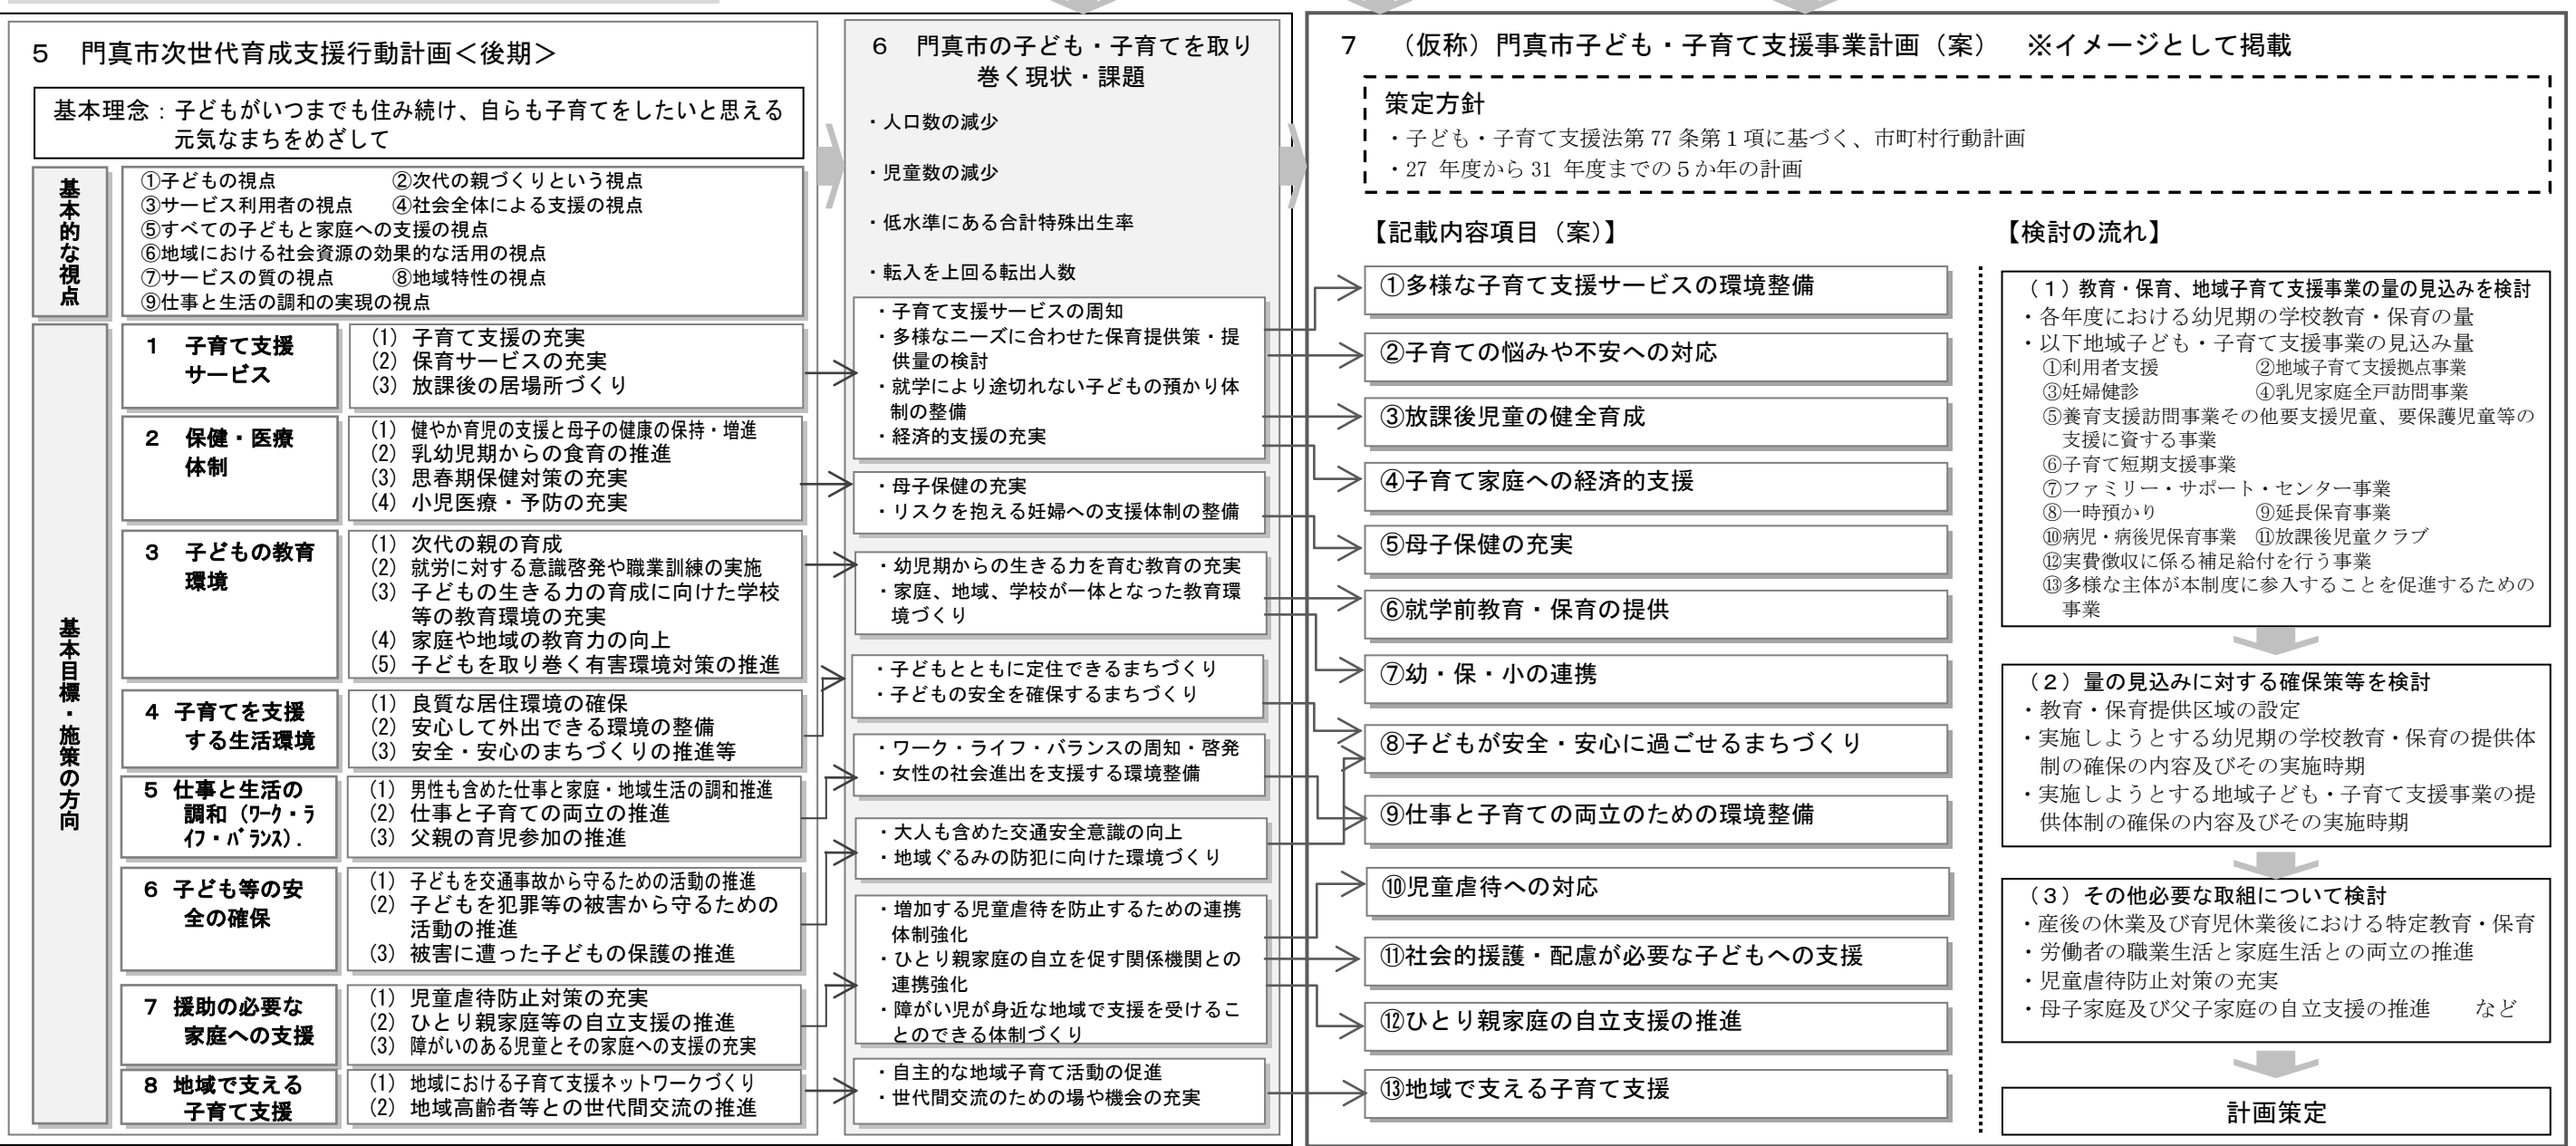 5　門真市次世代育成支援行動計画＜後期＞
基本理念：子どもがいつまでも住み続け、自らも子育てをしたいと思える
元気なまちをめざして
基本的な視点
①子どもの視点　②次代の親づくりという視点
③サービス利用者の視点　④社会全体による支援の視点
⑤すべての子どもと家庭への支援の視点
⑥地域における社会資源の効果的な活用の視点
⑦サービスの質の視点　⑧地域特性の視点
⑨仕事と生活の調和の実現の視点
基本目標・施策の方向
1　子育て支援
サービス
(1) 子育て支援の充実
(2) 保育サービスの充実
(3) 放課後の居場所づくり
2　保健・医療
体制
(1) 健やか育児の支援と母子の健康の保持・増進
(2) 乳幼児期からの食育の推進
(3) 思春期保健対策の充実
(4) 小児医療・予防の充実
3　子どもの教育
環境
(1) 次代の親の育成
(2) 就労に対する意識啓発や職業訓練の実施
(3) 子どもの生きる力の育成に向けた学校
等の教育環境の充実
(4) 家庭や地域の教育力の向上
(5) 子どもを取り巻く有害環境対策の推進
4 子育てを支援
する生活環境
(1) 良質な居住環境の確保
(2) 安心して外出できる環境の整備
(3) 安全・安心のまちづくりの推進等
5 仕事と生活の
調和（ﾜｰｸ・ﾗ
ｲﾌ・ﾊﾞﾗﾝｽ）.
(1) 男性も含めた仕事と家庭・地域生活の調和推進
(2) 仕事と子育ての両立の推進
(3) 父親の育児参加の推進
6 子ども等の安
全の確保
(1) 子どもを交通事故から守るための活動の推進
(2) 子どもを犯罪等の被害から守るための
活動の推進
(3) 被害に遭った子どもの保護の推進
7 援助の必要な
家庭への支援
(1) 児童虐待防止対策の充実
(2) ひとり親家庭等の自立支援の推進
(3) 障がいのある児童とその家庭への支援の充実
8 地域で支える
子育て支援
(1) 地域における子育て支援ネットワークづくり
(2) 地域高齢者等との世代間交流の推進
6　門真市の子ども・子育てを取り
巻く現状・課題
・人口数の減少
・児童数の減少
・低水準にある合計特殊出生率
・転入を上回る転出人数
・子育て支援サービスの周知
・多様なニーズに合わせた保育提供策・提
供量の検討
・就学により途切れない子どもの預かり体
制の整備
・経済的支援の充実
・母子保健の充実
・リスクを抱える妊婦への支援体制の整備
・幼児期からの生きる力を育む教育の充実
・家庭、地域、学校が一体となった教育環
境づくり
・子どもとともに定住できるまちづくり
・子どもの安全を確保するまちづくり
・ワーク・ライフ・バランスの周知・啓発
・女性の社会進出を支援する環境整備
・大人も含めた交通安全意識の向上
・地域ぐるみの防犯に向けた環境づくり
・増加する児童虐待を防止するための連携
体制強化
・ひとり親家庭の自立を促す関係機関との
連携強化
・障がい児が身近な地域で支援を受けるこ
とのできる体制づくり
・自主的な地域子育て活動の促進
・世代間交流のための場や機会の充実
7　（仮称）門真市子ども・子育て支援事業計画（案）　※イメージとして掲載
策定方針
・子ども・子育て支援法第 77 条第１項に基づく、市町村行動計画
・27 年度から 31 年度までの５か年の計画
【記載内容項目（案）】
①多様な子育て支援サービスの環境整備
②子育ての悩みや不安への対応
③放課後児童の健全育成
④子育て家庭への経済的支援
⑤母子保健の充実
⑥就学前教育・保育の提供
⑦幼・保・小の連携
⑧子どもが安全・安心に過ごせるまちづくり
⑨仕事と子育ての両立のための環境整備
⑩児童虐待への対応
⑪社会的援護・配慮が必要な子どもへの支援
⑫ひとり親家庭の自立支援の推進
⑬地域で支える子育て支援
【検討の流れ】
（１）教育・保育、地域子育て支援事業の量の見込みを検討
・各年度における幼児期の学校教育・保育の量
・以下地域子ども・子育て支援事業の見込み量
①利用者支援　②地域子育て支援拠点事業
③妊婦健診　④乳児家庭全戸訪問事業
⑤養育支援訪問事業その他要支援児童、要保護児童等の
支援に資する事業
⑥子育て短期支援事業
⑦ファミリー・サポート・センター事業
⑧一時預かり　⑨延長保育事業
⑩病児・病後児保育事業　⑪放課後児童クラブ
⑫実費徴収に係る補足給付を行う事業
⑬多様な主体が本制度に参入することを促進するための
事業
（２）量の見込みに対する確保策等を検討
・教育・保育提供区域の設定
・実施しようとする幼児期の学校教育・保育の提供体
制の確保の内容及びその実施時期
・実施しようとする地域子ども・子育て支援事業の提
供体制の確保の内容及びその実施時期
（３）その他必要な取組について検討
・産後の休業及び育児休業後における特定教育・保育
・労働者の職業生活と家庭生活との両立の推進
・児童虐待防止対策の充実
・母子家庭及び父子家庭の自立支援の推進　　など
計画策定